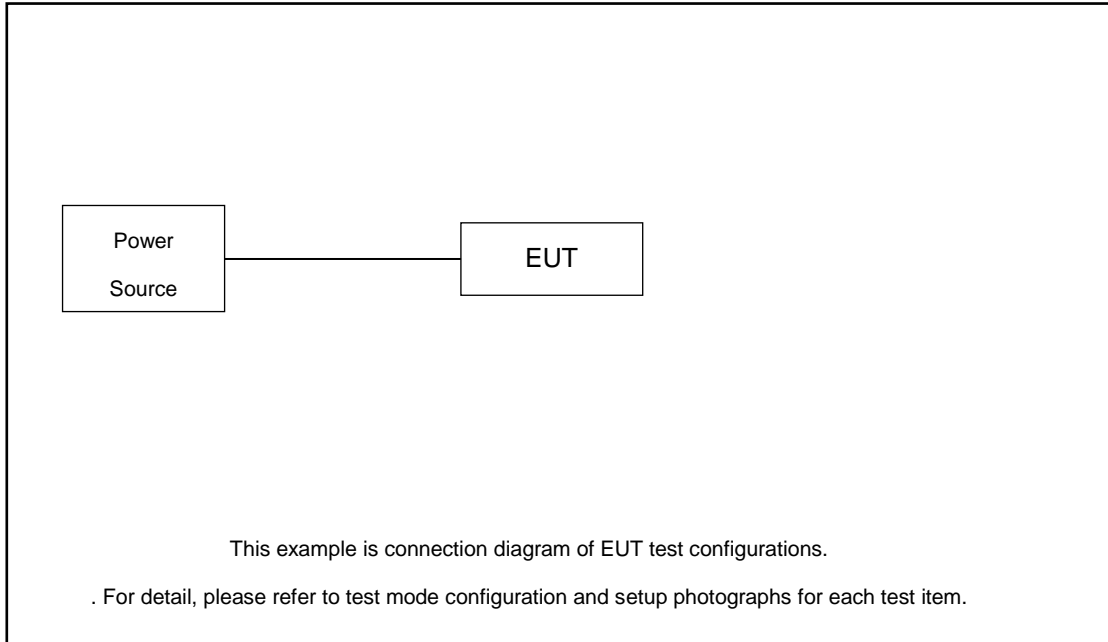 Power
Source
EUT
This example is connection diagram of EUT test configurations.
. For detail, please refer to test mode configuration and setup photographs for each test item.